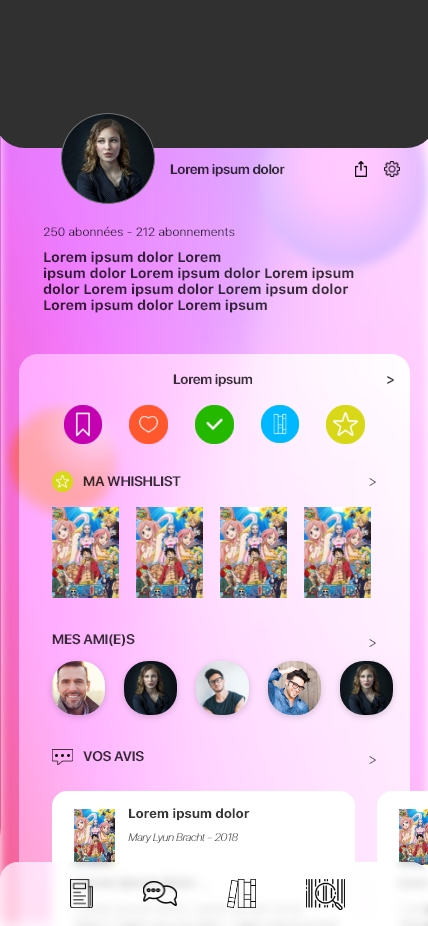 Lorem ipsum dolor
250 abonnées - 212 abonnements
Lorem ipsum dolor Lorem
ipsum dolor Lorem ipsum dolor Lorem ipsum
dolor Lorem ipsum dolor Lorem ipsum dolor
Lorem ipsum dolor Lorem ipsum
Lorem ipsum >
MA WHISHLIST >
MES AMI(E)S >
VOS AVIS >
Lorem ipsum dolor
Mary Lyun Bracht - 2018